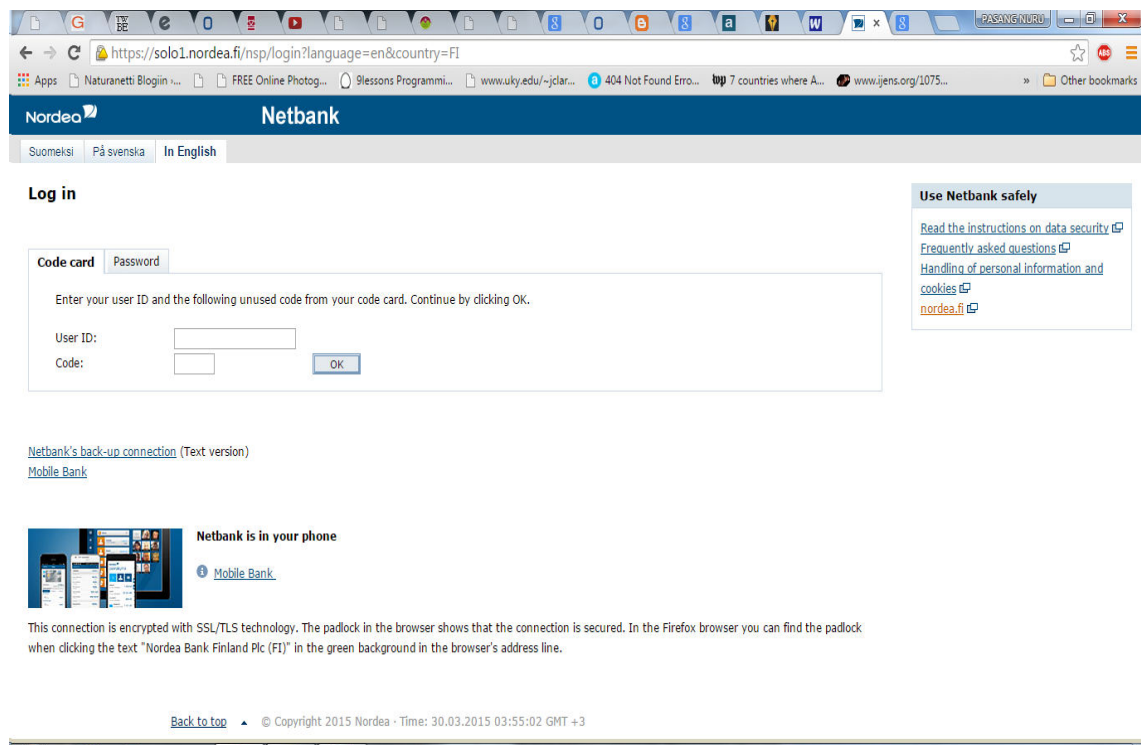 PASANG NURU
https://solo1.nordea.fi/nsp/login?language=en&country=FI
ABS
Apps Naturanetti Blogiin FREE Online Photog... 9lessons Programmi... www.uky.edu/~jclar... 404 Not Found Erro... 7 countries where A... www.ijens.org/1075... » Other bookmarks
Nordea Netbank
Suomeksi På svenska In English
Log in
Code card Password
Enter your user ID and the following unused code from your code card. Continue by clicking OK.
User ID:
Code: OK
Use Netbank safely
Read the instructions on data security
Frequently asked questions
Handling of personal information and
cookies
nordea.fi
Netbank's back-up connection (Text version)
Mobile Bank
Netbank is in your phone
Mobile Bank
This connection is encrypted with SSL/TLS technology. The padlock in the browser shows that the connection is secured. In the Firefox browser you can find the padlock
when clicking the text "Nordea Bank Finland Plc (FI)" in the green background in the browser's address line.
Back to top © Copyright 2015 Nordea · Time: 30.03.2015 03:55:02 GMT +3